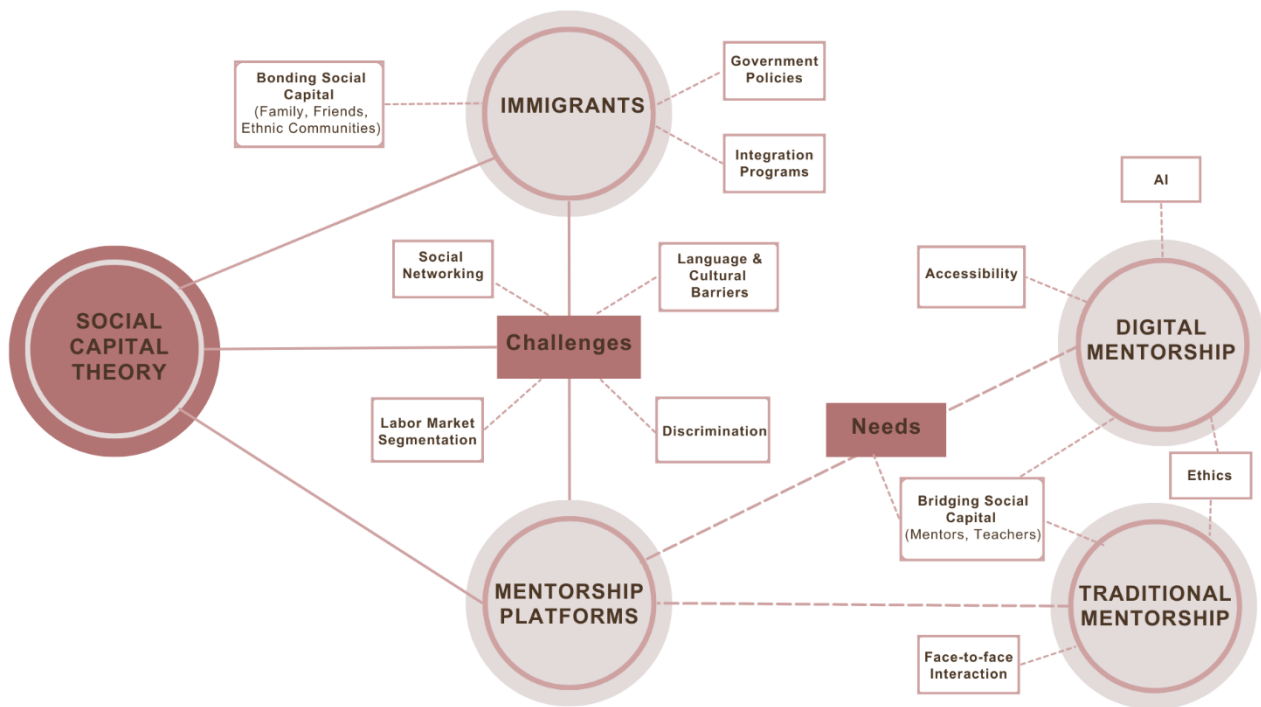 Bonding Social
Capital
(Family, Friends,
Ethnic Communities)
IMMIGRANTS
Government
Policies
Integration
Programs
AI
Social
Networking
Language &
Cultural
Barriers
Accessibility
SOCIAL
CAPITAL
THEORY
Challenges
DIGITAL
MENTORSHIP
Labor Market
Segmentation
Discrimination
Needs
Ethics
Bridging Social
Capital
(Mentors, Teachers)
MENTORSHIP
PLATFORMS
TRADITIONAL
MENTORSHIP
Face-to-face
Interaction